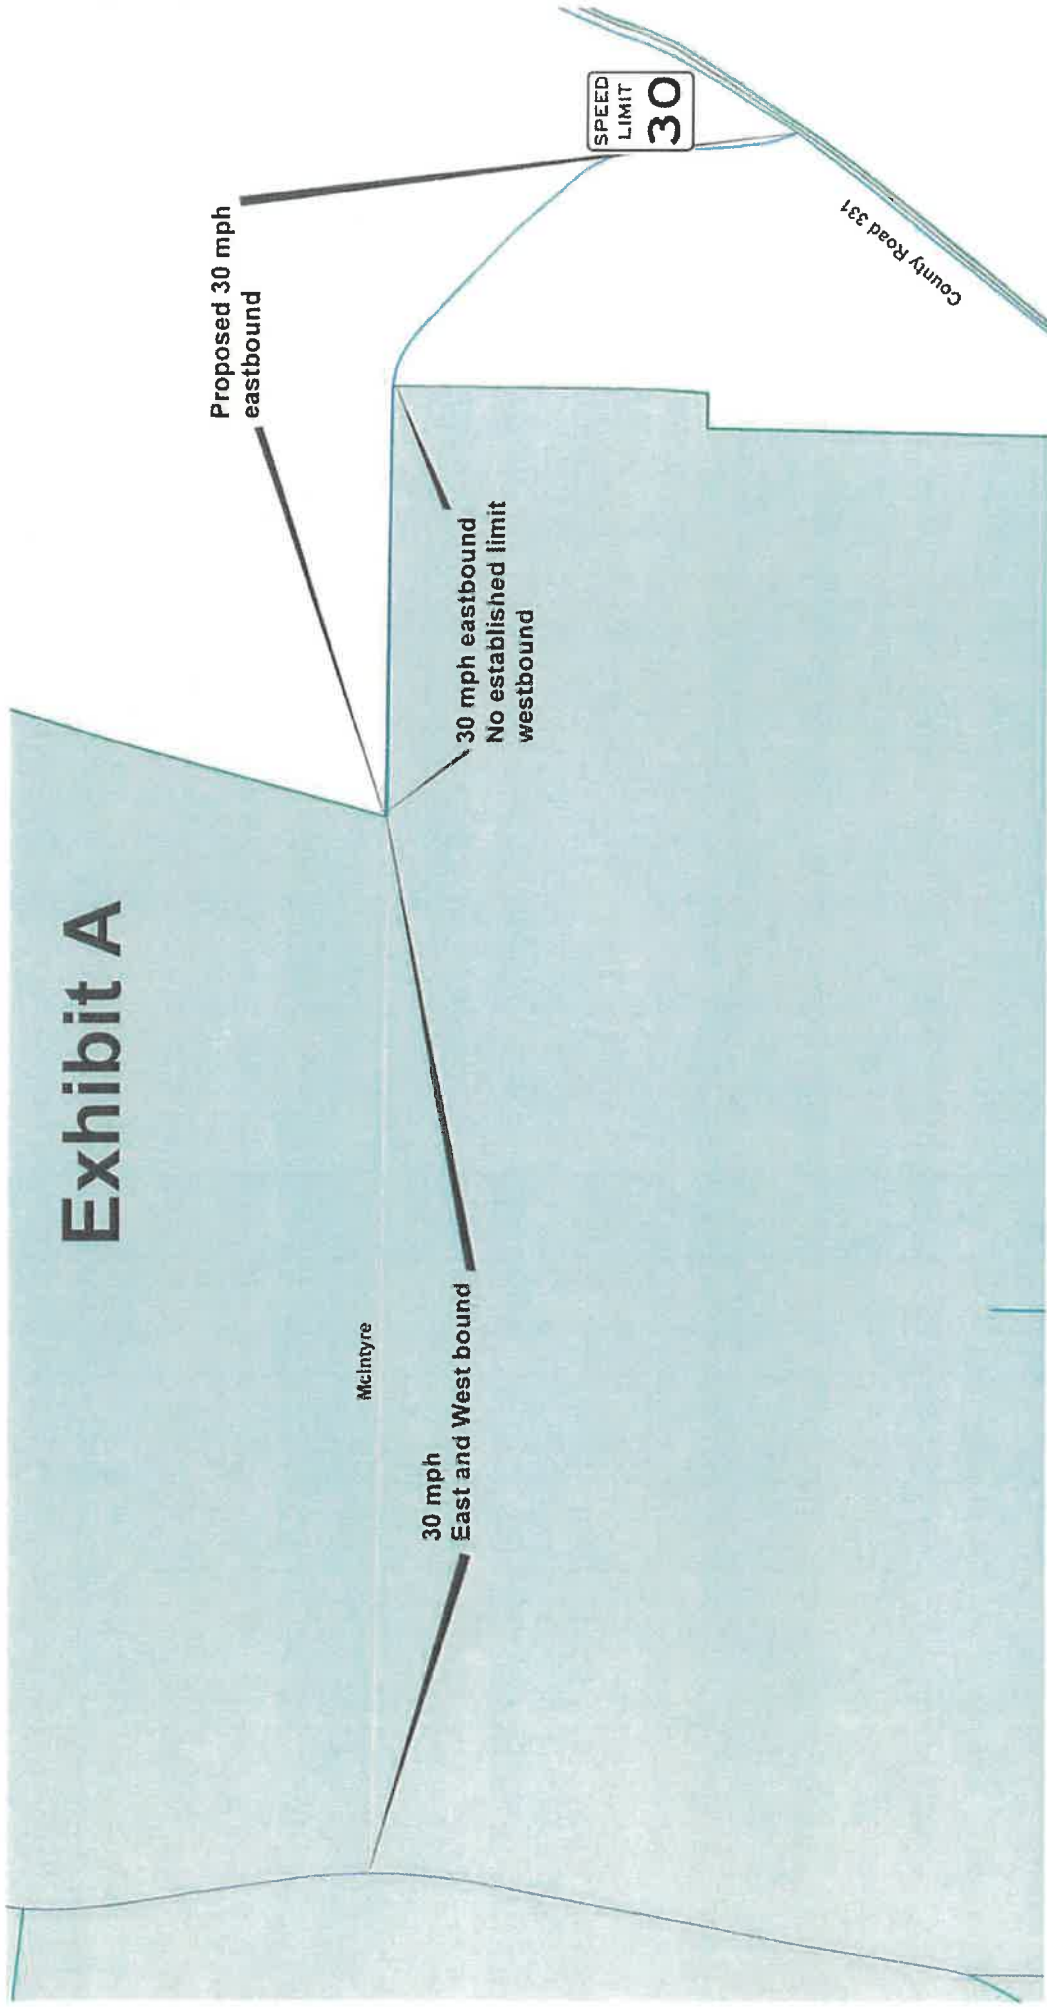 Exhibit A
Proposed 30 mph
eastbound
SPEED
LIMIT
30
County Road 331
30 mph eastbound
No established limit
westbound
McIntyre
30 mph
East and West bound